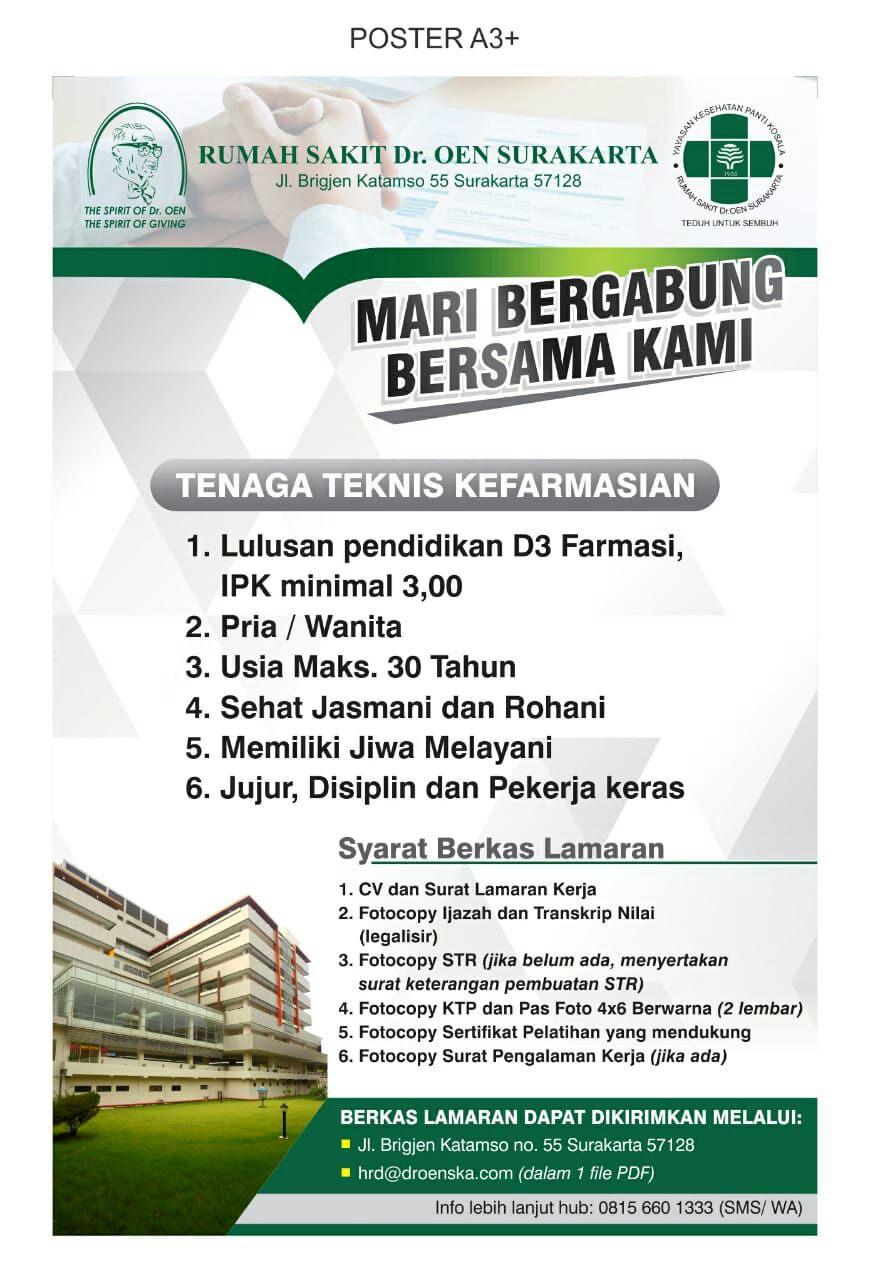 POSTER A3+
RUMAH SAKIT Dr. OEN SURAKARTA
Jl. Brigjen Katamso 55 Surakarta 57128
THE SPIRIT OF Dr. OEN
THE SPIRIT OF GIVING
YAYASAN KESEHATAN PANTI KOSALA
1933
RUMAH SAKIT Dr.OEN SURAKARTA
TEDUH UNTUK SEMBUH
MARI BERGABUNG
BERSAMA KAMI
TENAGA TEKNIS KEFARMASIAN
1. Lulusan pendidikan D3 Farmasi,
IPK minimal 3,00
2. Pria / Wanita
3. Usia Maks. 30 Tahun
4. Sehat Jasmani dan Rohani
5. Memiliki Jiwa Melayani
6. Jujur, Disiplin dan Pekerja keras
Syarat Berkas Lamaran
1. CV dan Surat Lamaran Kerja
2. Fotocopy Ijazah dan Transkrip Nilai
(legalisir)
3. Fotocopy STR (jika belum ada, menyertakan
surat keterangan pembuatan STR)
4. Fotocopy KTP dan Pas Foto 4x6 Berwarna (2 lembar)
5. Fotocopy Sertifikat Pelatihan yang mendukung
6. Fotocopy Surat Pengalaman Kerja (jika ada)
BERKAS LAMARAN DAPAT DIKIRIMKAN MELALUI:
Jl. Brigjen Katamso no. 55 Surakarta 57128
hrd@droenska.com (dalam 1 file PDF)
Info lebih lanjut hub: 0815 660 1333 (SMS/ WA)